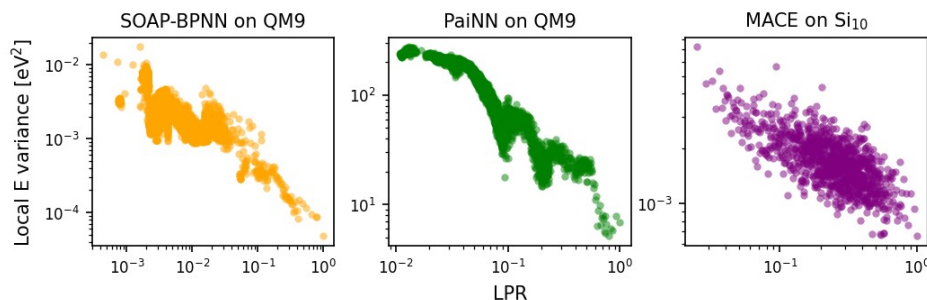 SOAP-BPNN on QM9
PaiNN on QM9
MACE on Si₁₀
Local E variance [eV²]
10⁻²
10⁻³
10⁻⁴
10⁻³ 10⁻² 10⁻¹ 10⁰
10²
10¹
10⁻² 10⁻¹ 10⁰
10⁻³
10⁻¹ 10⁰
LPR